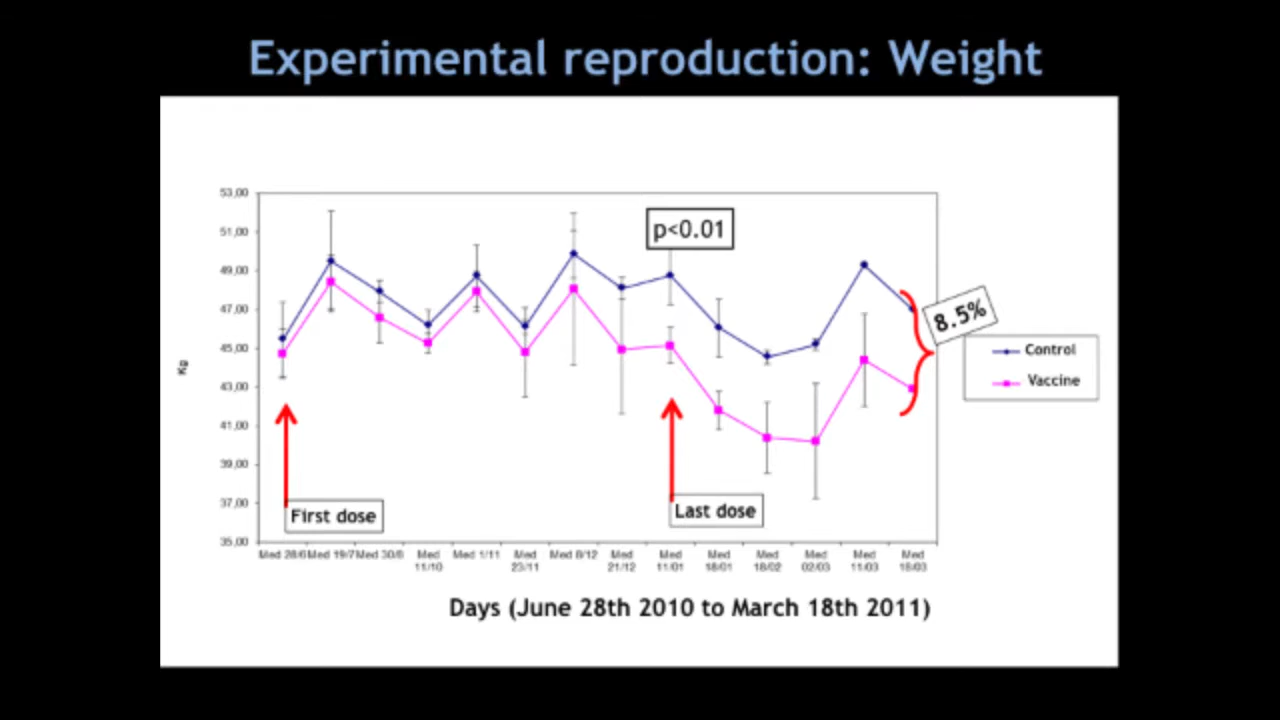 Experimental reproduction: Weight
53,00
51,00
49,00
47,00
45,00
43,00
41,00
39,00
37,00
35,00
Kg
p<0.01
8.5%
Control
Vaccine
First dose
Last dose
Med 28/6
Med 19/7
Med 30/8
Med 11/10
Med 1/11
Med 23/11
Med 8/12
Med 21/12
Med 11/01
Med 18/01
Med 18/02
Med 02/03
Med 11/03
Med 18/03
Days (June 28th 2010 to March 18th 2011)